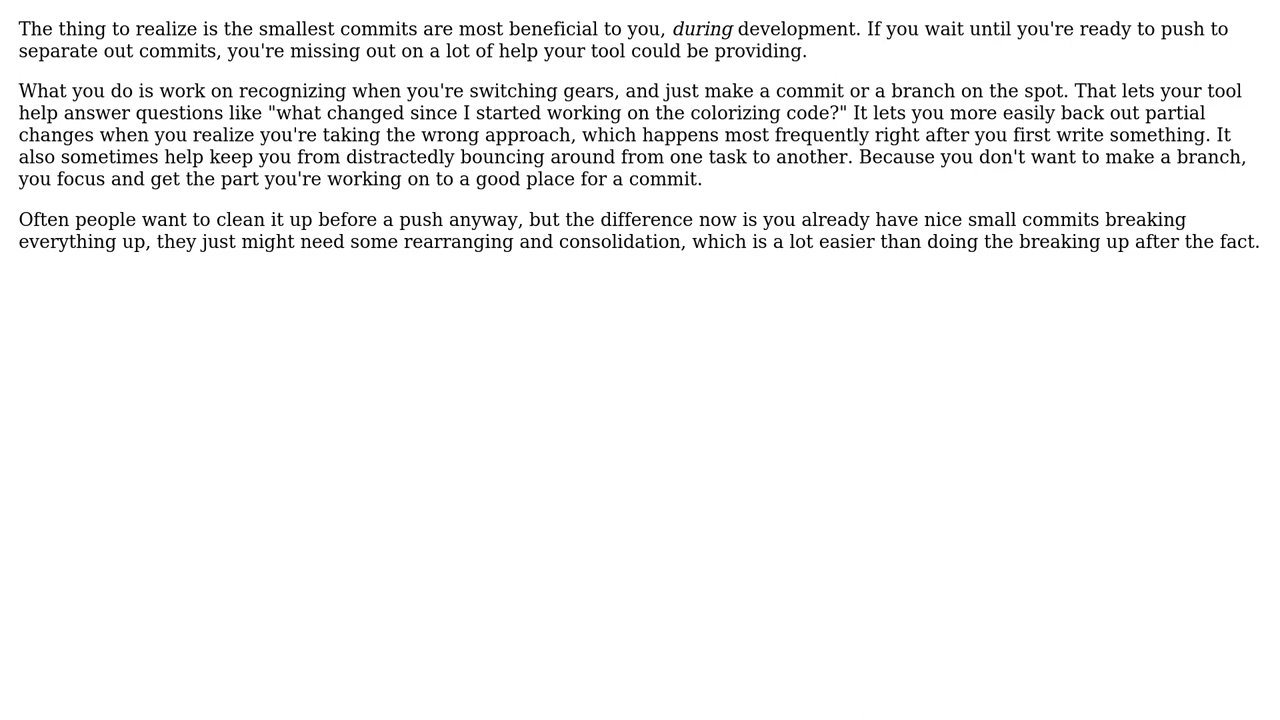 The thing to realize is the smallest commits are most beneficial to you, during development. If you wait until you're ready to push to
separate out commits, you're missing out on a lot of help your tool could be providing.
What you do is work on recognizing when you're switching gears, and just make a commit or a branch on the spot. That lets your tool
help answer questions like "what changed since I started working on the colorizing code?" It lets you more easily back out partial
changes when you realize you're taking the wrong approach, which happens most frequently right after you first write something. It
also sometimes help keep you from distractedly bouncing around from one task to another. Because you don't want to make a branch,
you focus and get the part you're working on to a good place for a commit.
Often people want to clean it up before a push anyway, but the difference now is you already have nice small commits breaking
everything up, they just might need some rearranging and consolidation, which is a lot easier than doing the breaking up after the fact.